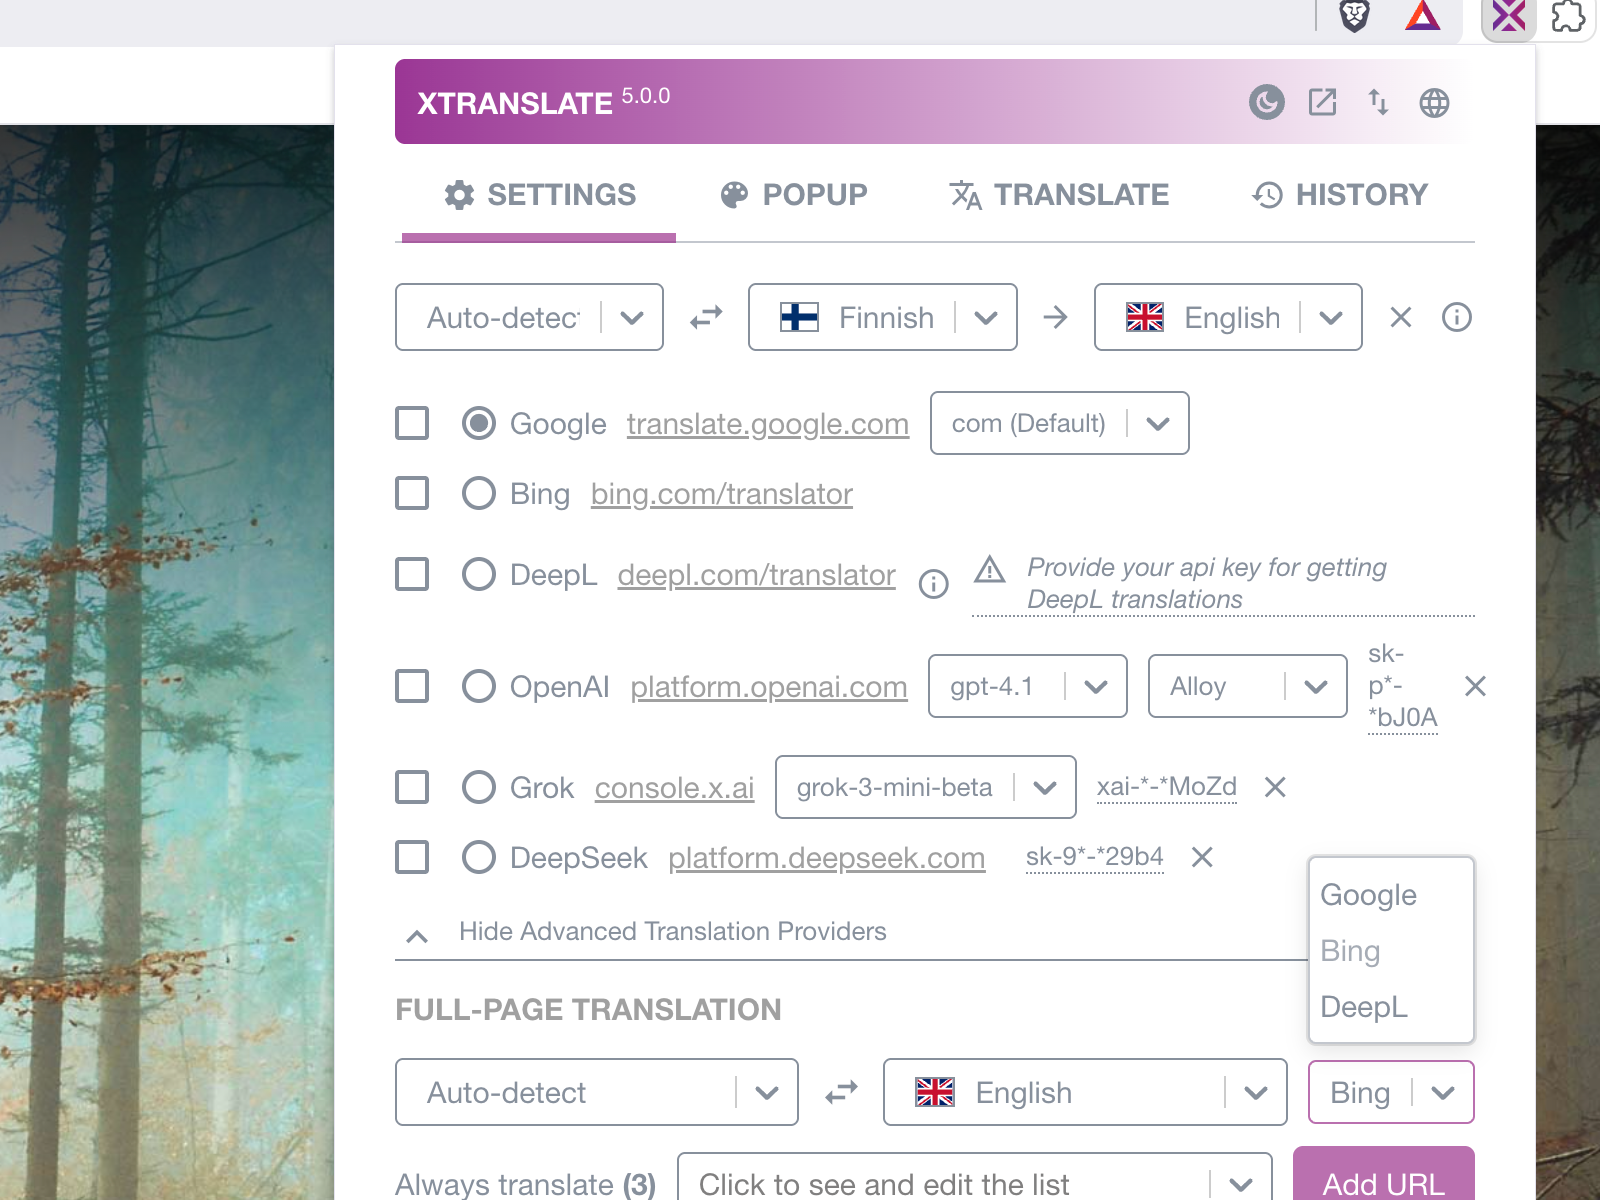 XTRANSLATE 5.0.0
SETTINGS POPUP TRANSLATE HISTORY
Auto-detect Finnish English
Google translate.google.com com (Default)
Bing bing.com/translator
DeepL deepl.com/translator Provide your api key for getting
DeepL translations
OpenAI platform.openai.com gpt-4.1 Alloy sk-
p*-
*bJ0A
Grok console.x.ai grok-3-mini-beta xai-*-*MoZd
DeepSeek platform.deepseek.com sk-9*-*29b4
Hide Advanced Translation Providers
Google
Bing
DeepL
FULL-PAGE TRANSLATION
Auto-detect English Bing
Always translate (3) Click to see and edit the list Add URL